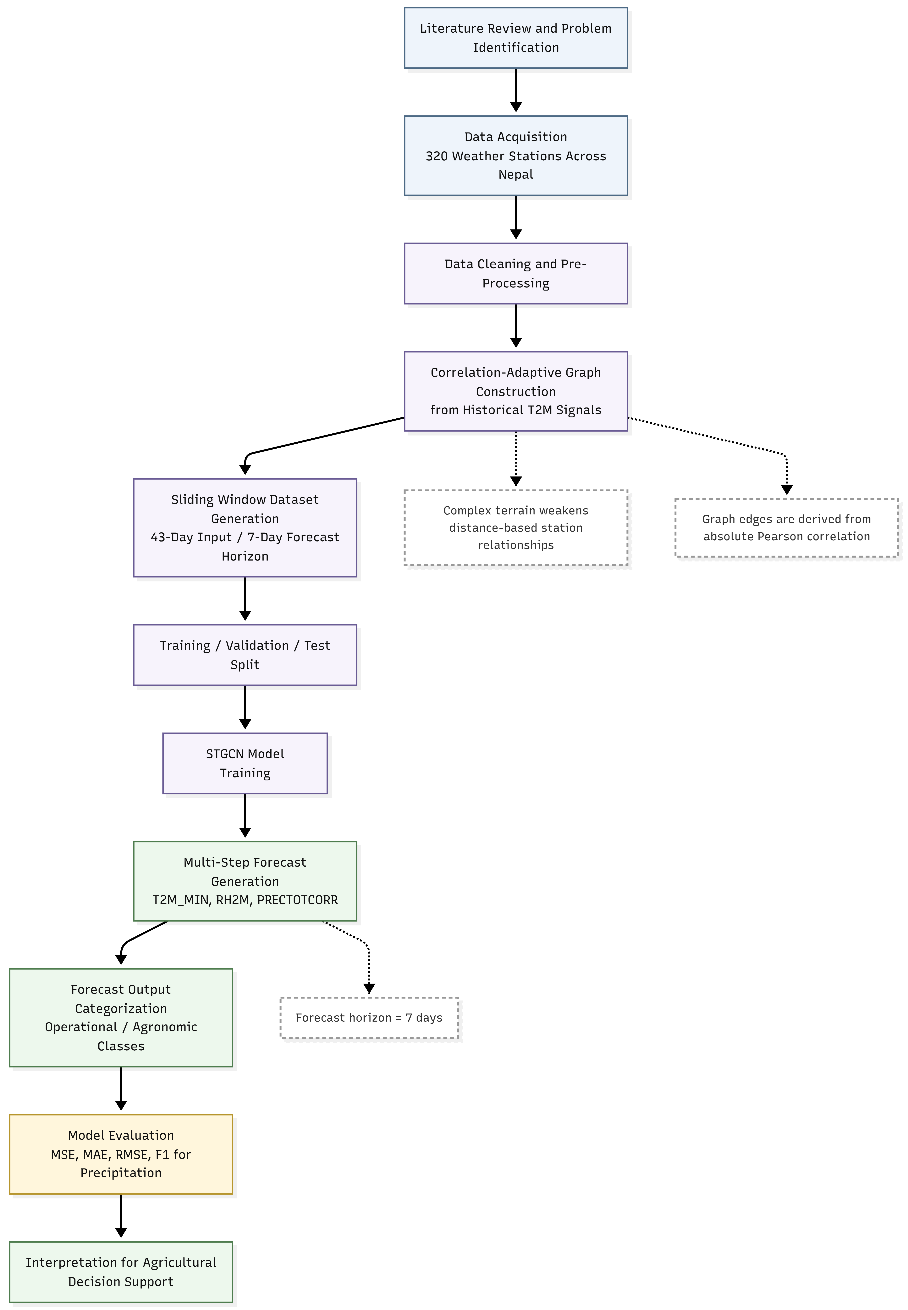 Literature Review and Problem
Identification
Data Acquisition
320 Weather Stations Across
Nepal
Data Cleaning and Pre-
Processing
Correlation-Adaptive Graph
Construction
from Historical T2M Signals
Sliding Window Dataset
Generation
43-Day Input / 7-Day Forecast
Horizon
Complex terrain weakens
distance-based station
relationships
Graph edges are derived from
absolute Pearson correlation
Training / Validation / Test
Split
STGCN Model
Training
Multi-Step Forecast
Generation
T2M_MIN, RH2M, PRECTOTCORR
Forecast Output
Categorization
Operational / Agronomic
Classes
Forecast horizon = 7 days
Model Evaluation
MSE, MAE, RMSE, F1 for
Precipitation
Interpretation for Agricultural
Decision Support